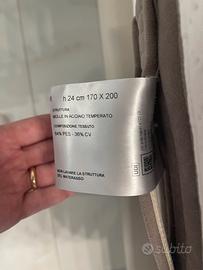 h 24 cm 170 X 200
STRUTTURA
MOLLE IN ACCIAIO TEMPERATO
COMPOSIZIONE TESSUTO
64% PES - 36% CV
NON LAVARE LA STRUTTURA
DEL MATERASSO
subito